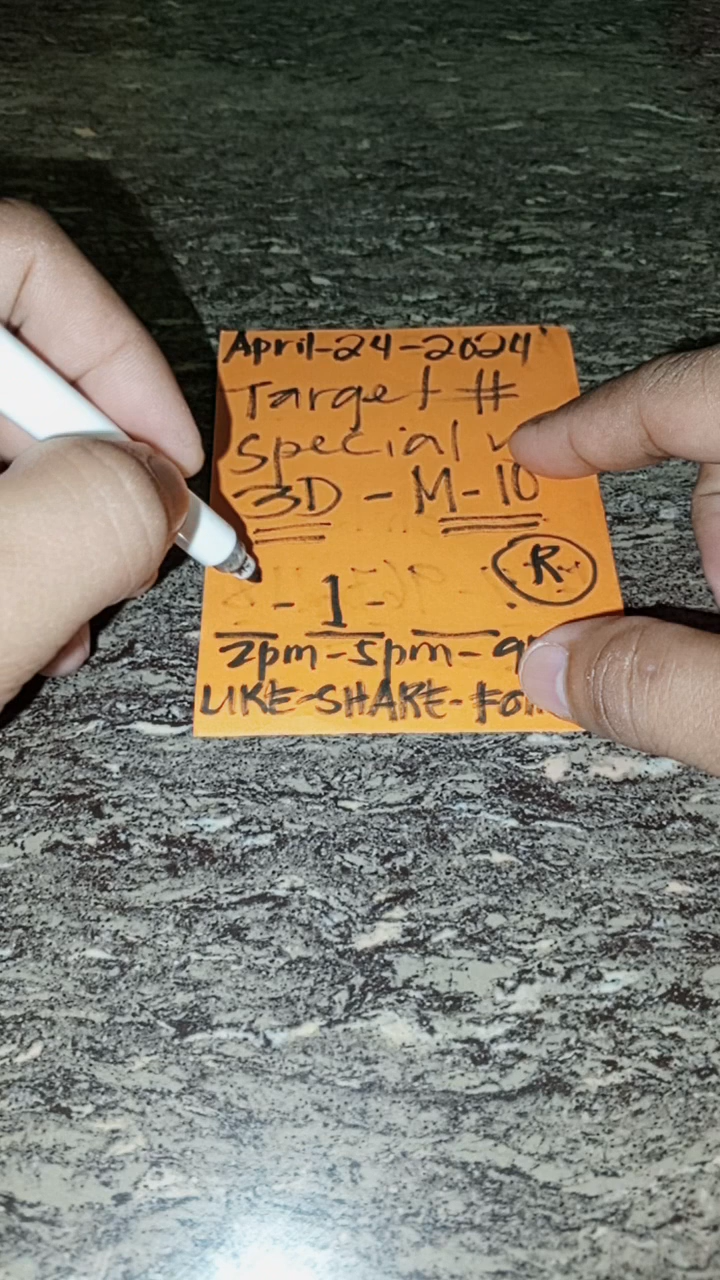 April-24-2024
Target #
Special
3D - M-10
R
- 1 -
2pm-5pm-9
LIKE-SHARE-